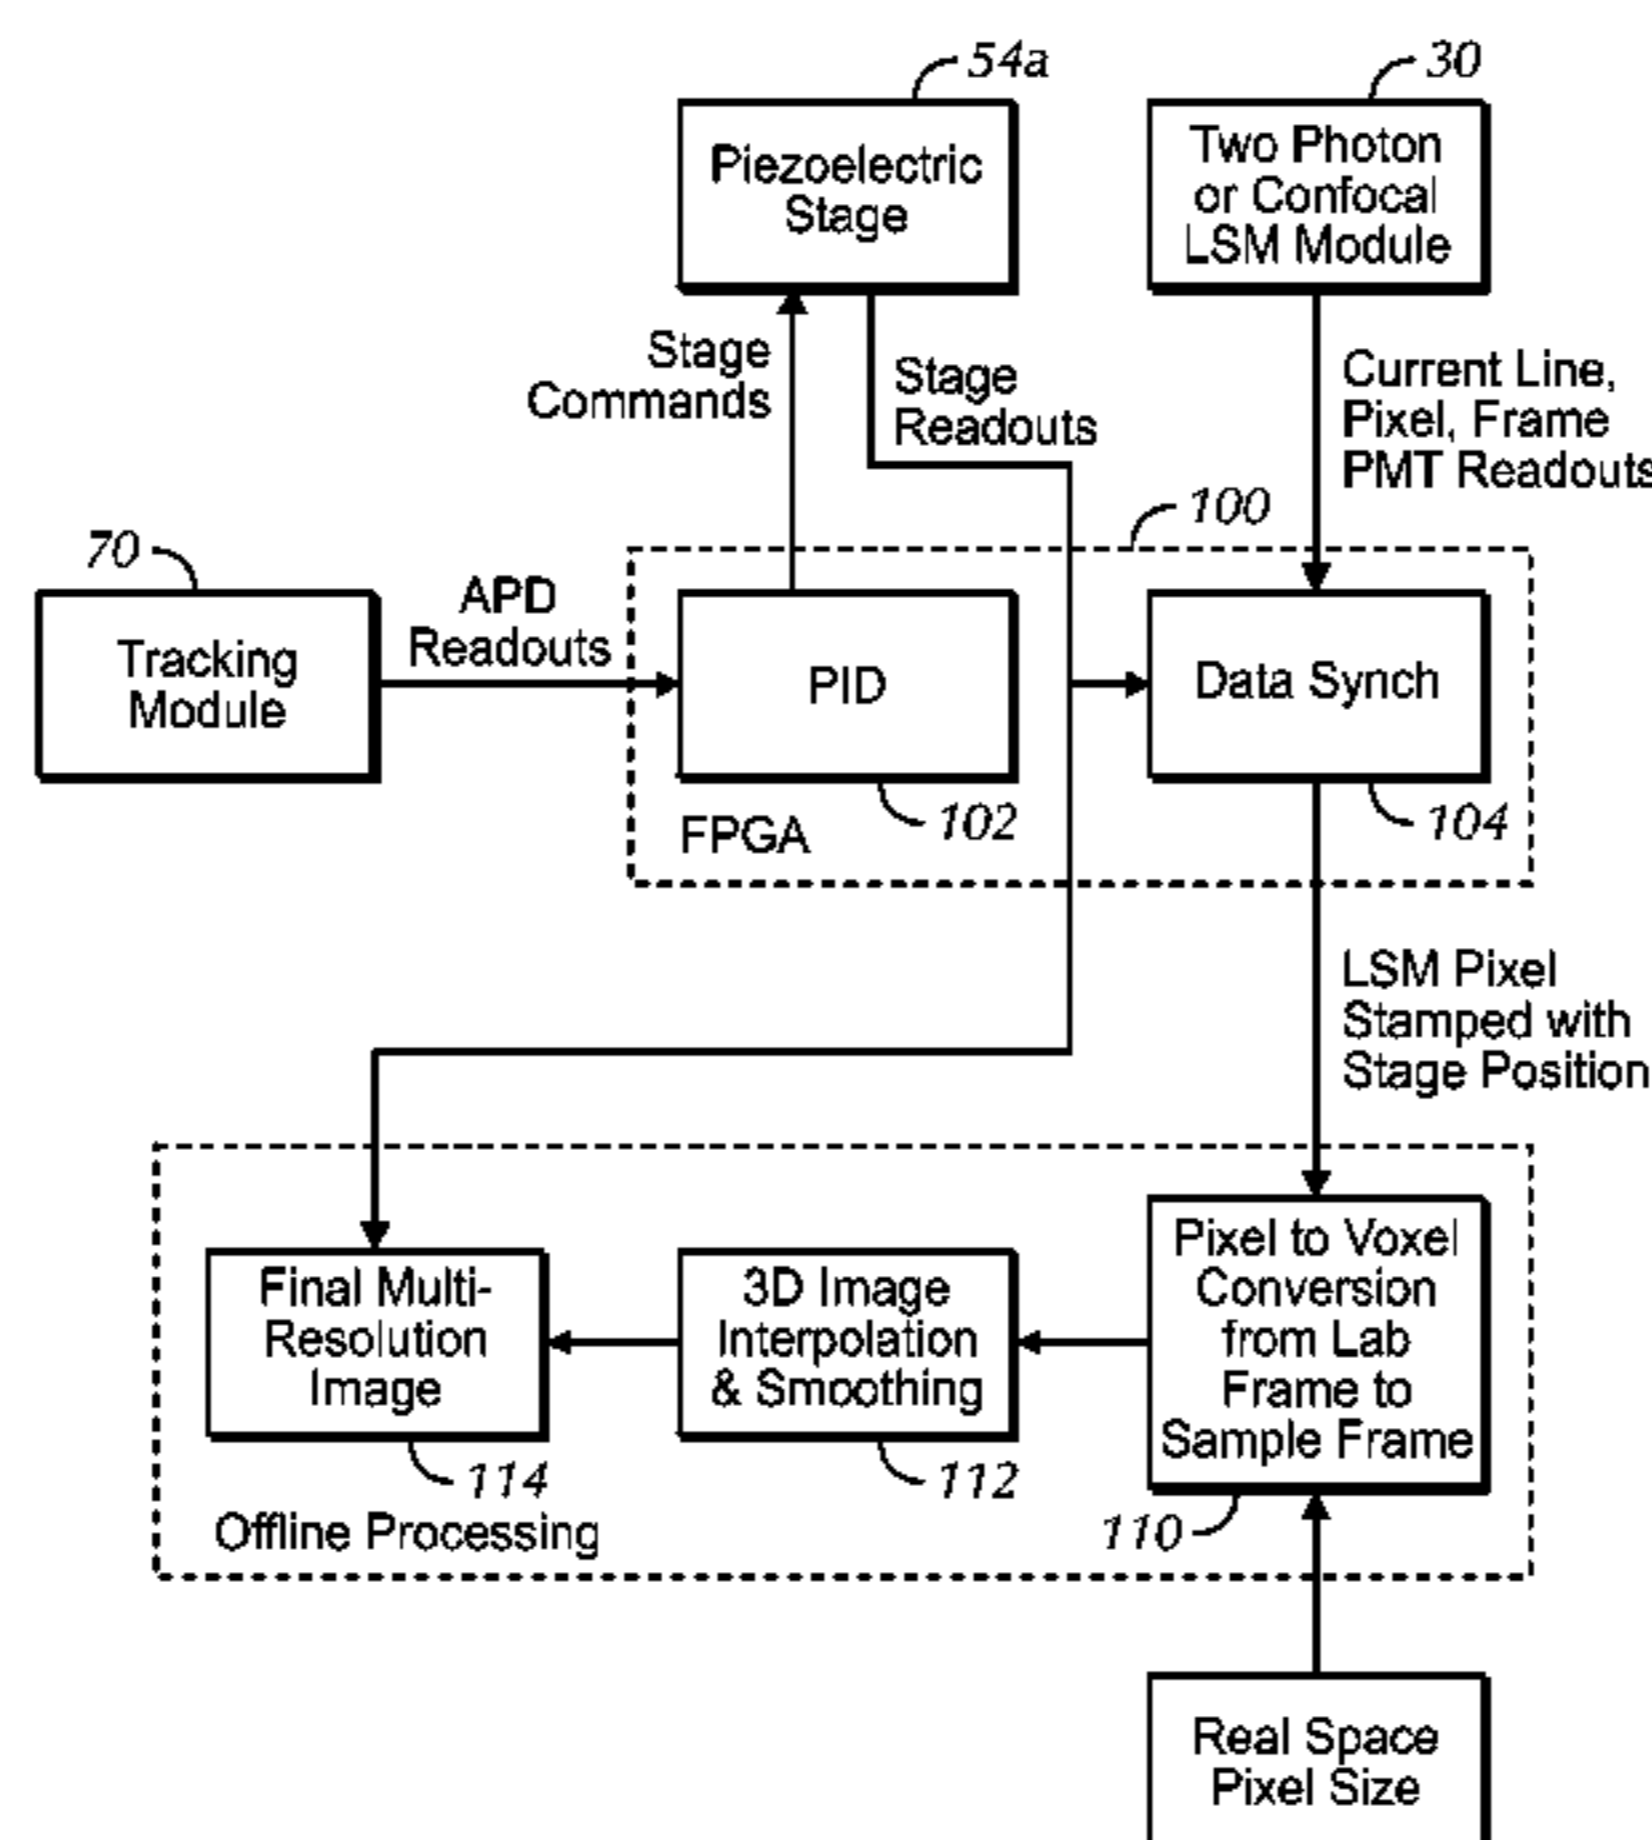 54a
30
Piezoelectric
Stage
Two Photon
or Confocal
LSM Module
Stage
Commands
Stage
Readouts
Current Line,
Pixel, Frame
PMT Readouts
100
70
Tracking
Module
APD
Readouts
PID
Data Synch
102
104
FPGA
LSM Pixel
Stamped with
Stage Position
Final Multi-
Resolution
Image
3D Image
Interpolation
& Smoothing
Pixel to Voxel
Conversion
from Lab
Frame to
Sample Frame
114
112
110
Offline Processing
Real Space
Pixel Size